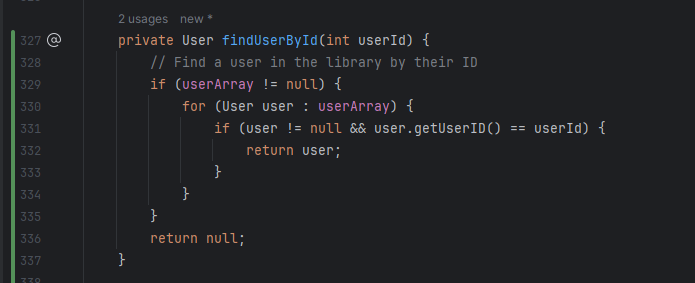 2 usages new *
327 @ private User findUserById(int userId) {
328 // Find a user in the library by their ID
329 if (userArray != null) {
330 for (User user : userArray) {
331 if (user != null && user.getUserID() == userId) {
332 return user;
333 }
334 }
335 }
336 return null;
337 }